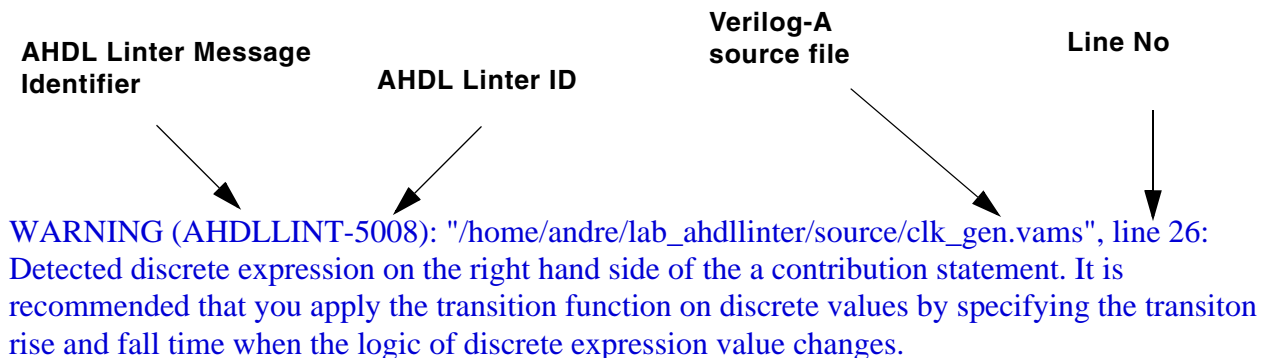 AHDL Linter Message
Identifier
AHDL Linter ID
Verilog-A
source file
Line No
WARNING (AHDLLINT-5008): "/home/andre/lab_ahdllinter/source/clk_gen.vams", line 26:
Detected discrete expression on the right hand side of the a contribution statement. It is
recommended that you apply the transition function on discrete values by specifying the transiton
rise and fall time when the logic of discrete expression value changes.